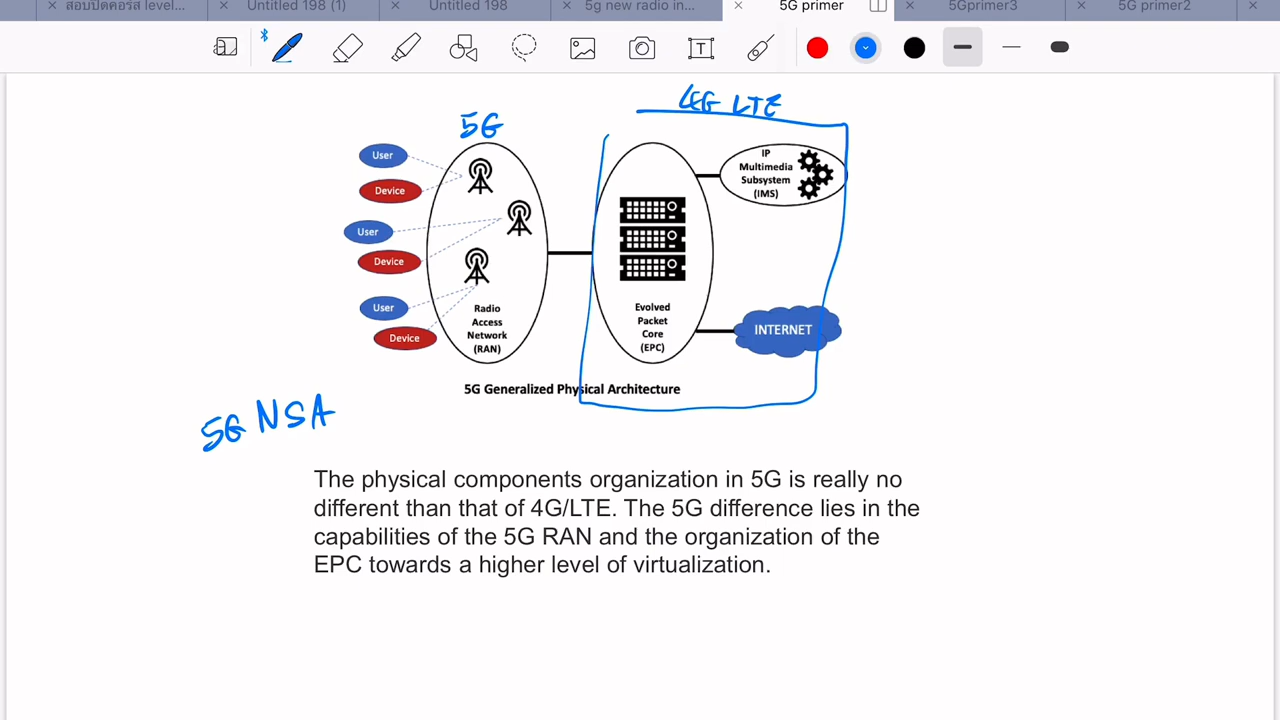 สอบปิดคอร์ส level...
Untitled 198 (1)
Untitled 198
5g new radio in...
5G primer
5Gprimer3
5G primer2
T
4G LTE
5G
User
Device
User
Device
User
Device
Radio
Access
Network
(RAN)
Evolved
Packet
Core
(EPC)
IP
Multimedia
Subsystem
(IMS)
INTERNET
5G Generalized Physical Architecture
5G NSA
The physical components organization in 5G is really no
different than that of 4G/LTE. The 5G difference lies in the
capabilities of the 5G RAN and the organization of the
EPC towards a higher level of virtualization.